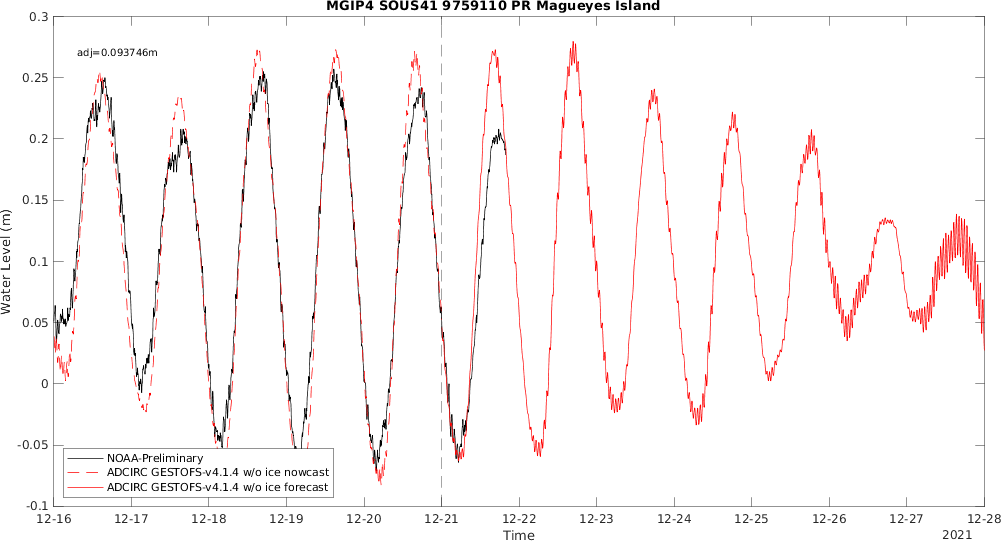 MGIP4 SOUS41 9759110 PR Magueyes Island
0.3
adj=0.093746m
0.25
0.2
0.15
Water Level (m)
0.1
0.05
0
-0.05
NOAA-Preliminary
ADCIRC GESTOFS-v4.1.4 w/o ice nowcast
ADCIRC GESTOFS-v4.1.4 w/o ice forecast
-0.1
12-16 12-17 12-18 12-19 12-20 12-21 12-22 12-23 12-24 12-25 12-26 12-27 12-28
Time
2021